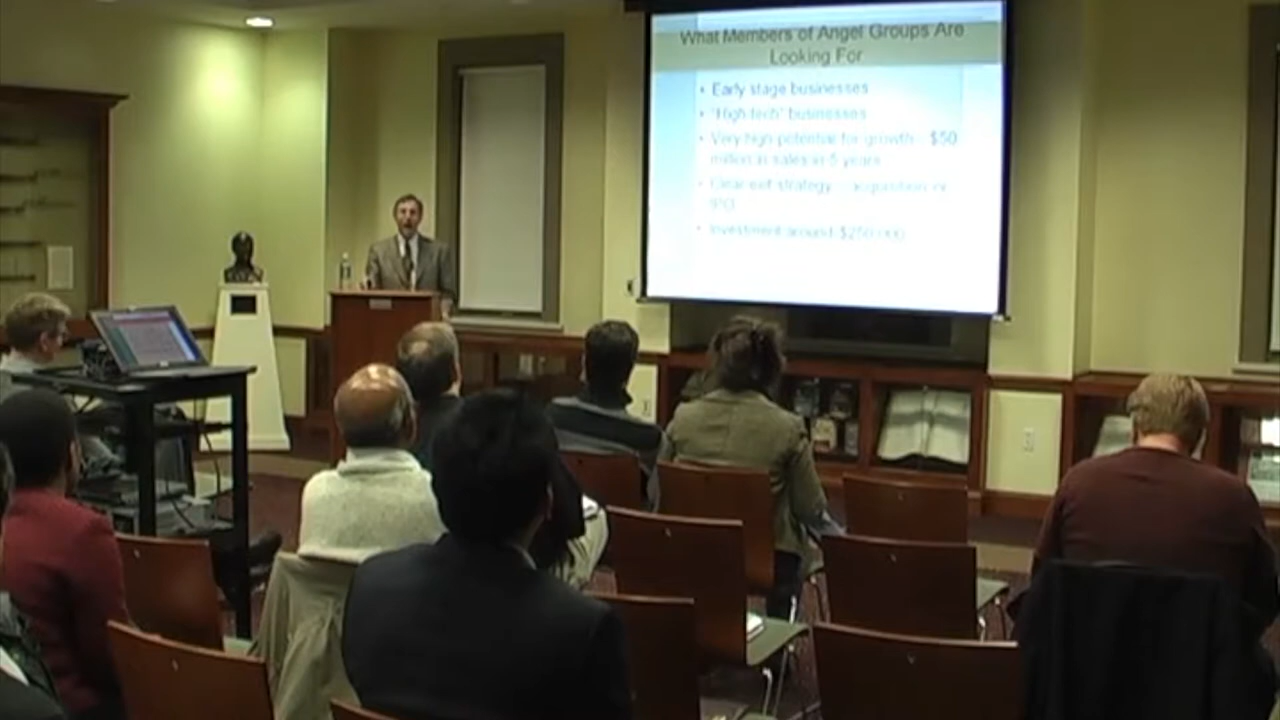 What Members of Angel Groups Are
Looking For
• Early stage businesses
• "High tech" businesses
• Very high potential for growth - $50
million in sales in 5 years
• Clear exit strategy - acquisition or
IPO
• Investment around $250,000